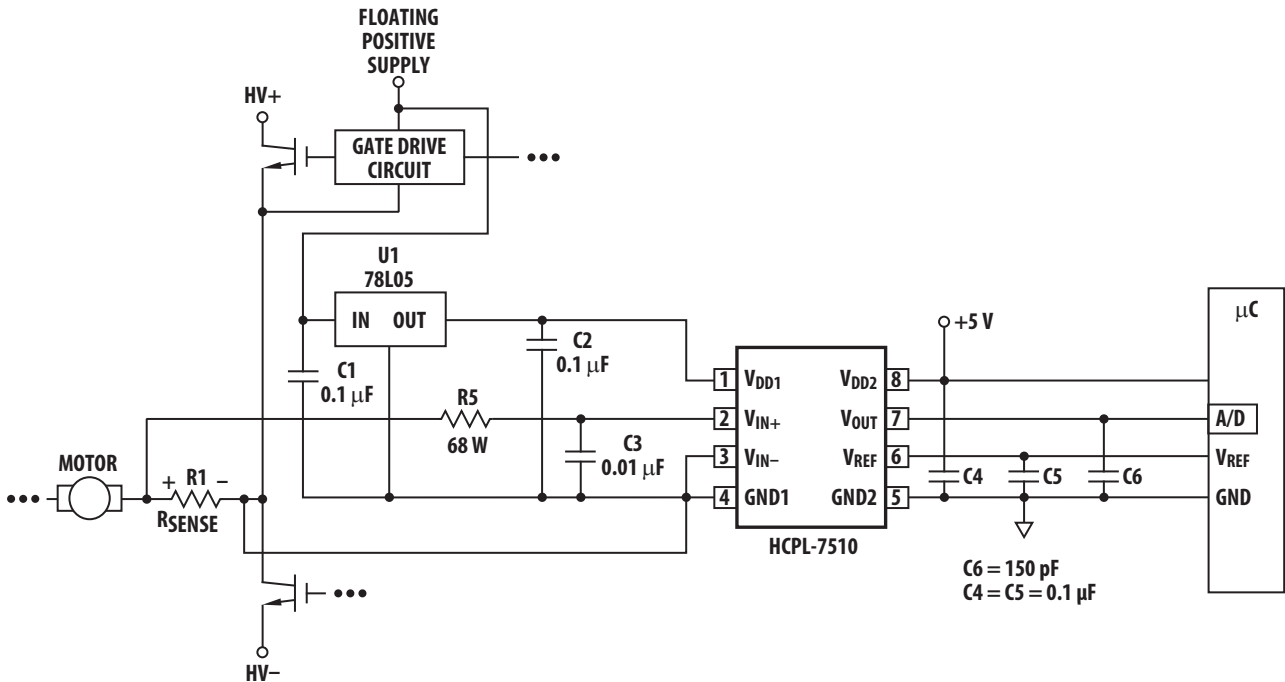 FLOATING
POSITIVE
SUPPLY
HV+
GATE DRIVE
CIRCUIT
U1
78L05
IN OUT
C1
0.1 μF
C2
0.1 μF
R5
68 W
C3
0.01 μF
MOTOR
+ R1 –
RSENSE
HV–
1 VDD1
2 VIN+
3 VIN–
4 GND1
VDD2 8
VOUT 7
VREF 6
GND2 5
HCPL-7510
+5 V
C4
C5
C6
μC
A/D
VREF
GND
C6 = 150 pF
C4 = C5 = 0.1 μF